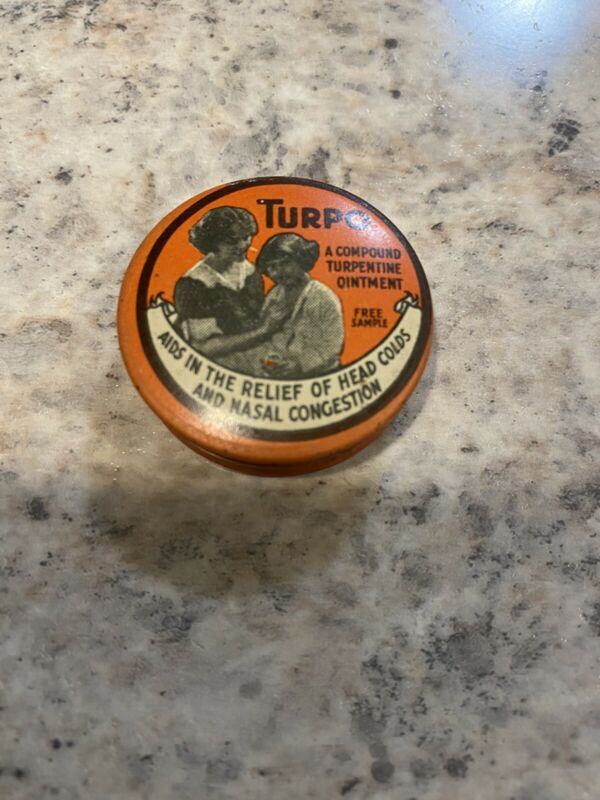 TURPO
A COMPOUND
TURPENTINE
OINTMENT
FREE
SAMPLE
AIDS IN THE RELIEF OF HEAD COLDS
AND NASAL CONGESTION